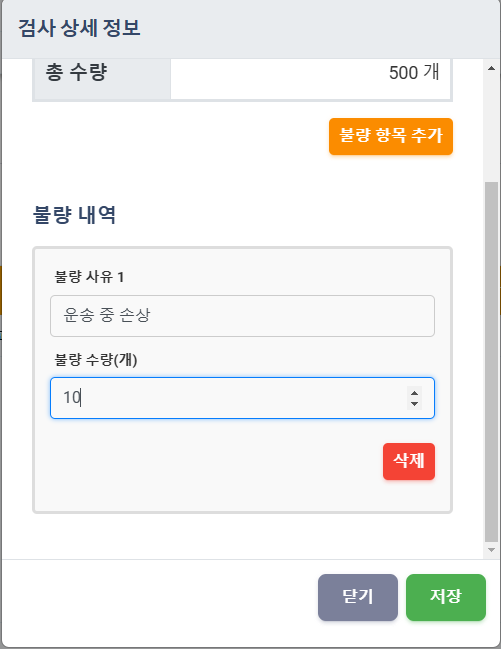 검사 상세 정보
총 수량 500 개
불량 항목 추가
불량 내역
불량 사유 1
운송 중 손상
불량 수량(개)
10
삭제
닫기 저장